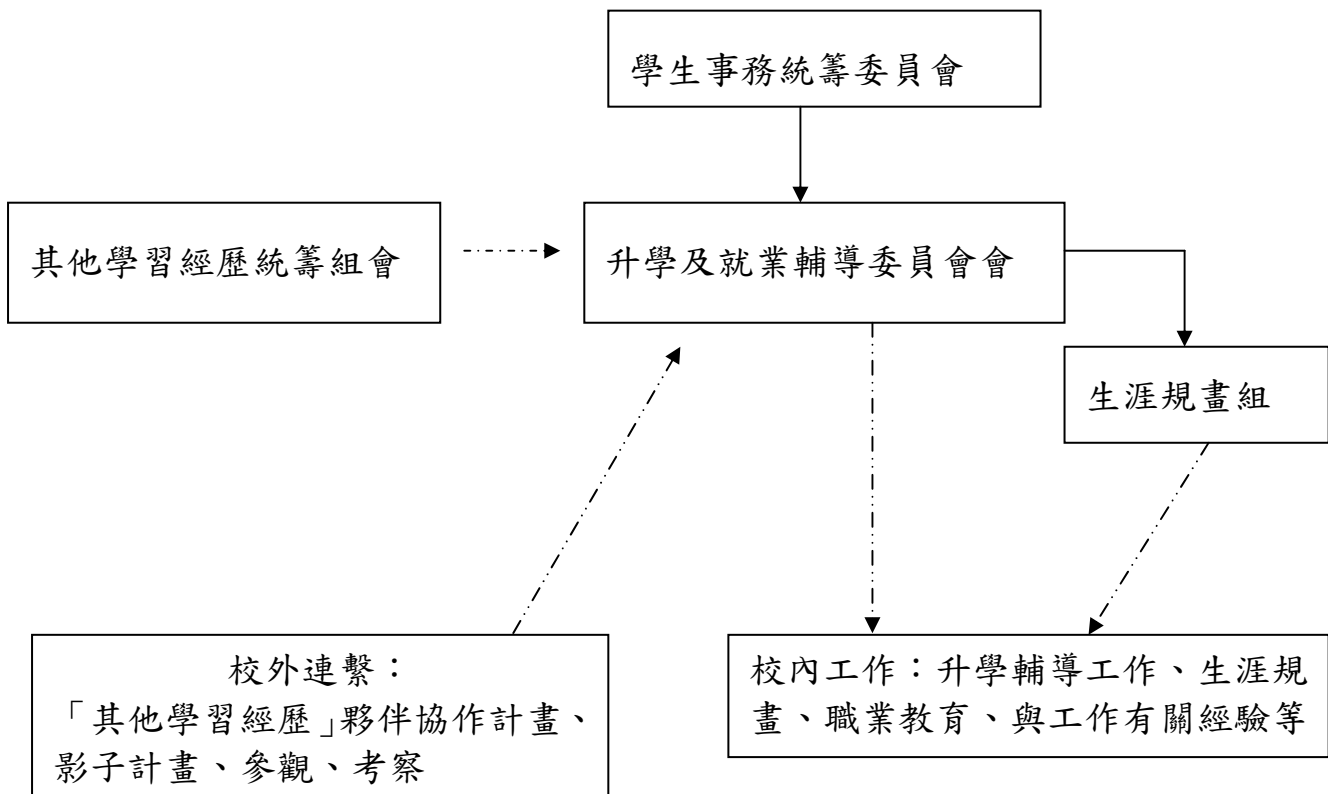 學生事務統籌委員會
其他學習經歷統籌組會
升學及就業輔導委員會會
生涯規畫組
校外連繫：
「其他學習經歷」夥伴協作計畫、
影子計畫、參觀、考察
校內工作：升學輔導工作、生涯規
畫、職業教育、與工作有關經驗等